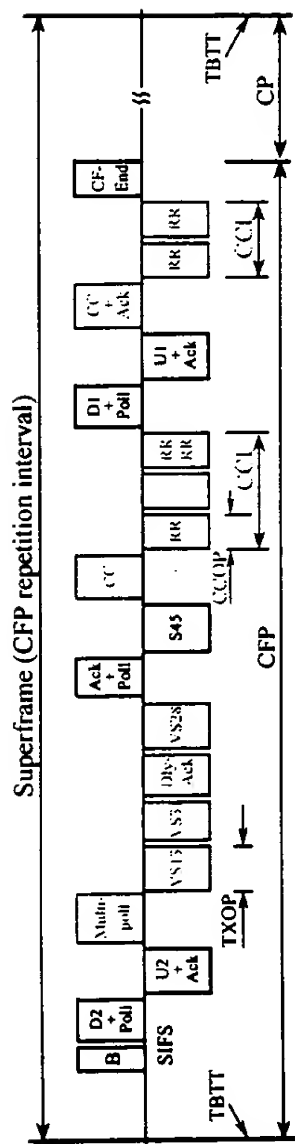 Superframe (CFP repetition interval)
TBTT
TBTT
B
D2
+
Poll
SIFS
U2
+
Ack
Multi-
poll
TXOP
VS13
Dly-
Ack
VS28
Ack
+
Poll
S45
CC
CCOP
RR
RR
RR
CCI
D1
+
Poll
U1
+
Ack
CC
+
Ack
RR
RR
CCI
CF-
End
CFP
CP